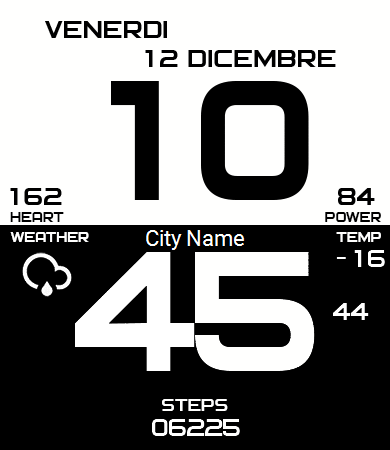 VENERDI
12 DICEMBRE
10
162
HEART
84
POWER
WEATHER
City Name
TEMP
-16
45
44
STEPS
06225